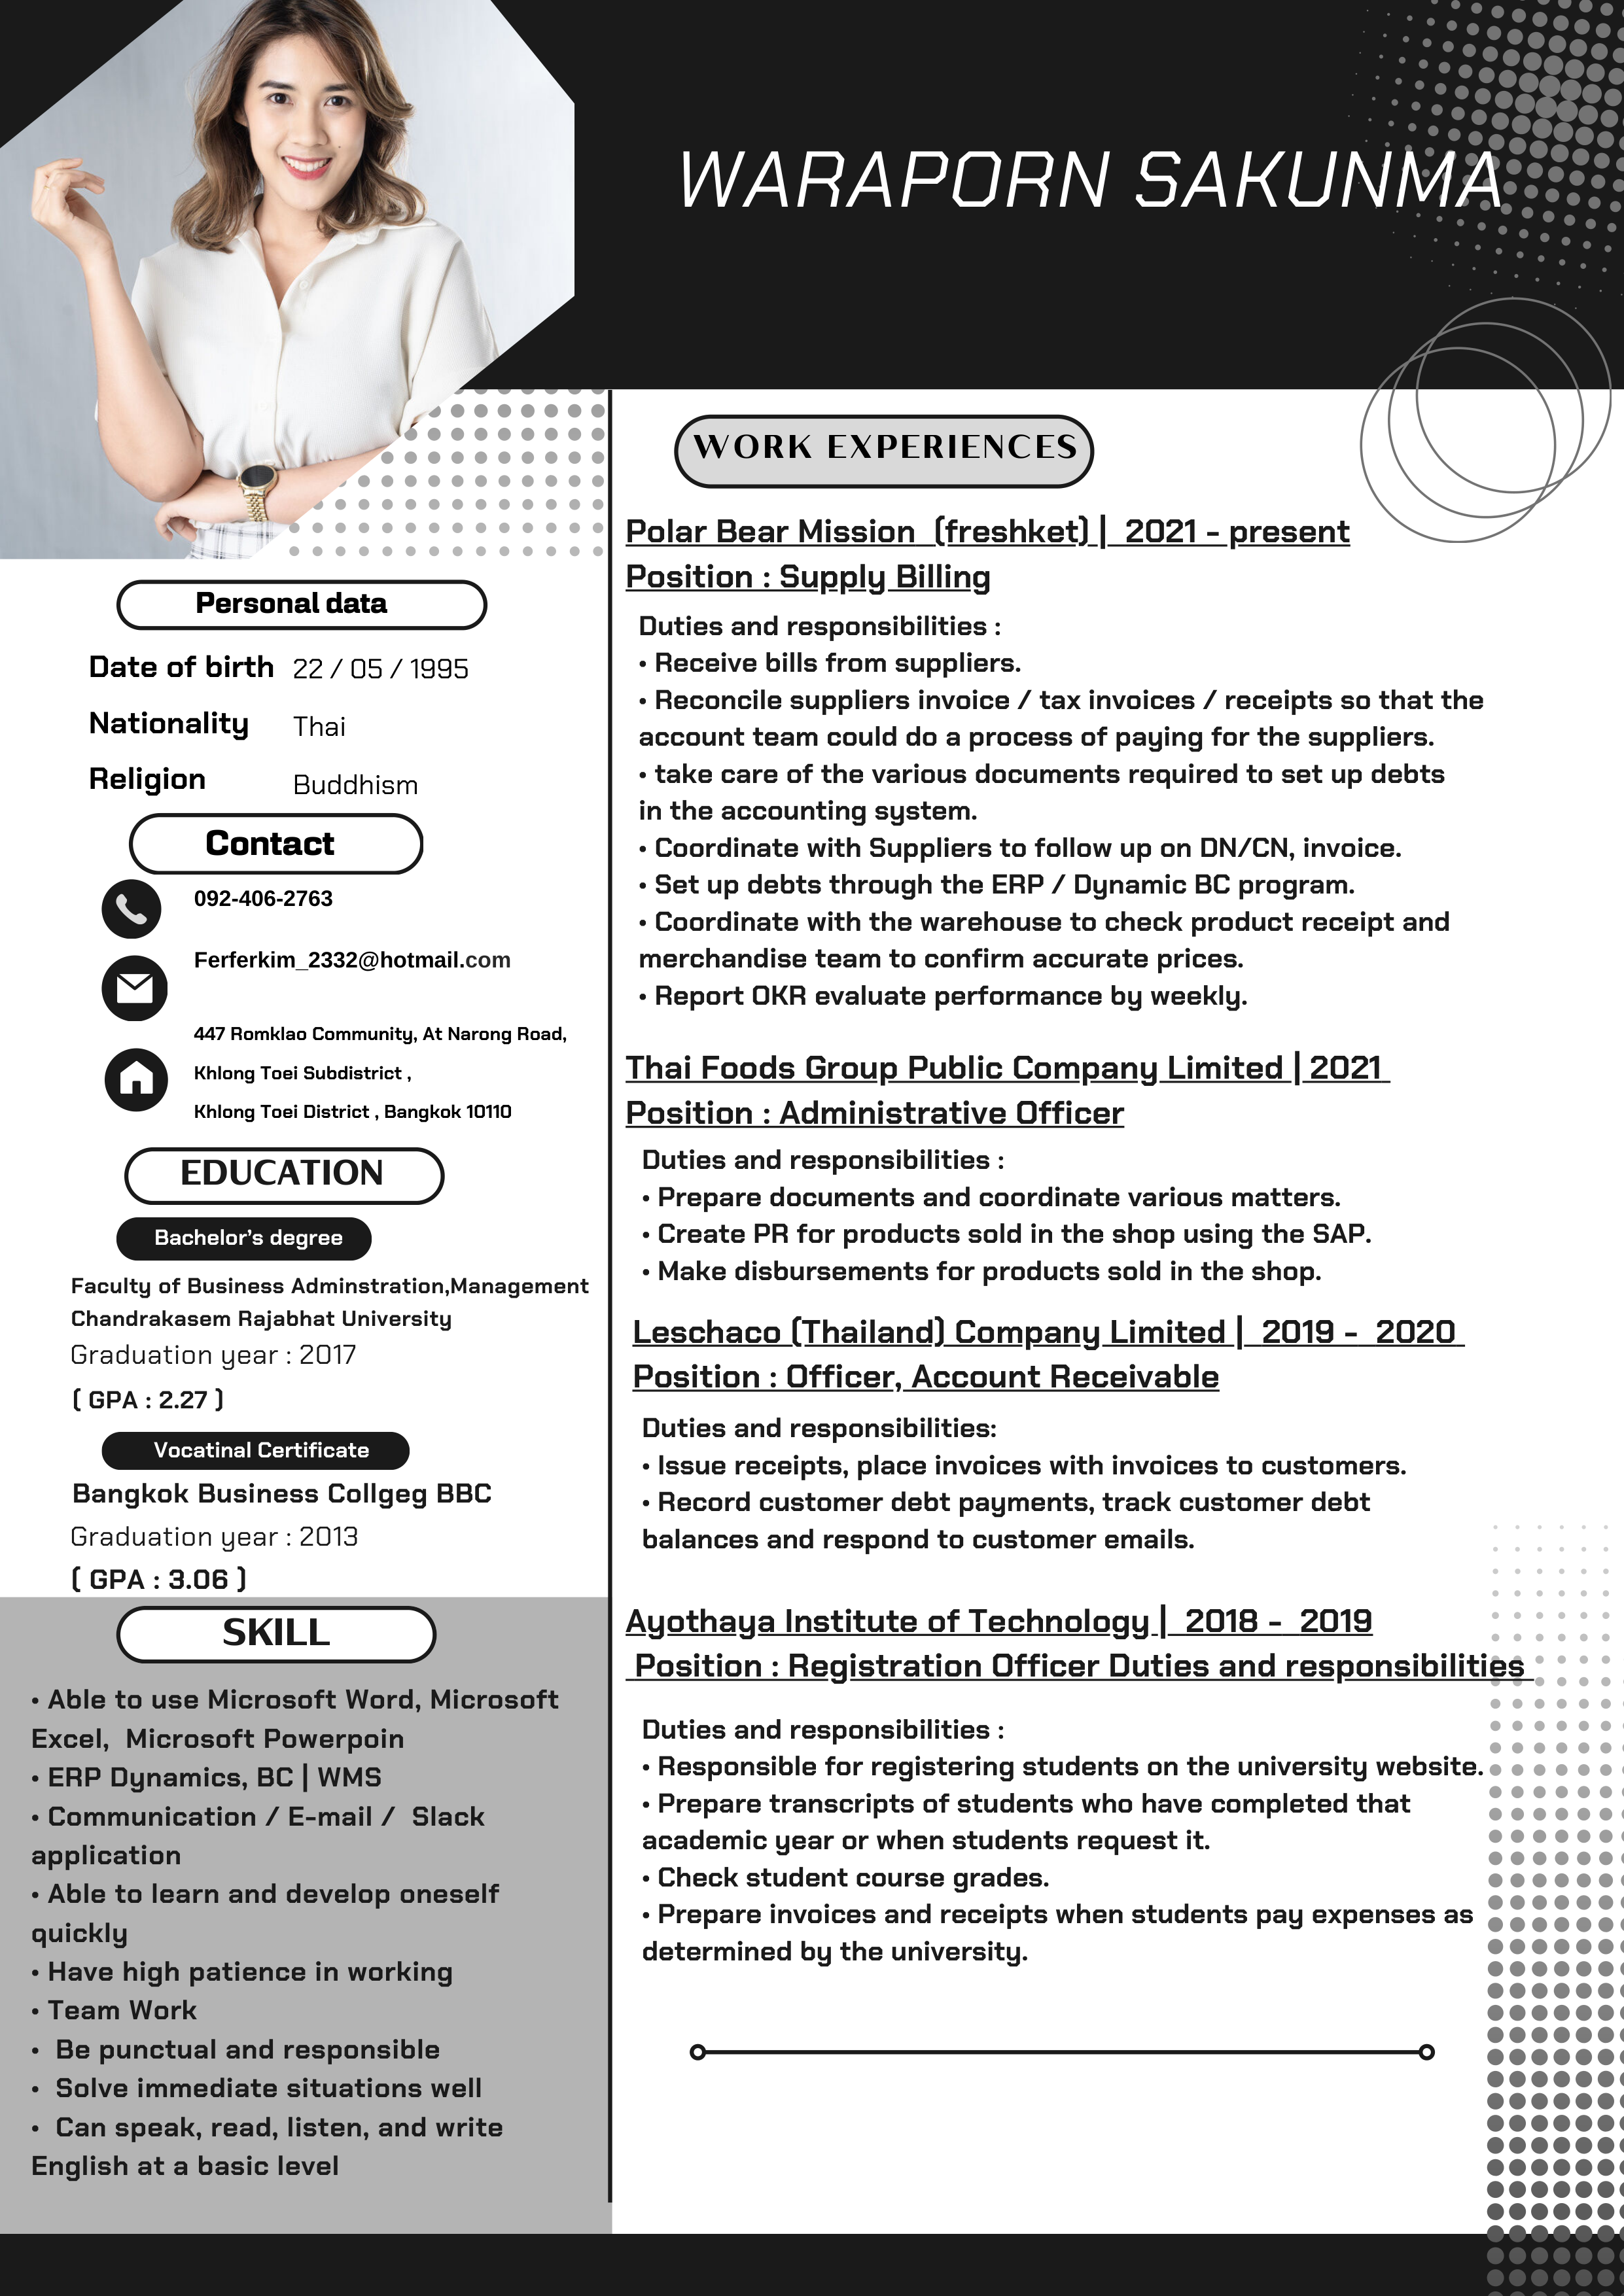 WARAPORN SAKUNMA
Personal data
Date of birth 22 / 05 / 1995
Nationality Thai
Religion Buddhism
Contact
092-406-2763
Ferferkim_2332@hotmail.com
447 Romklao Community, At Narong Road,
Khlong Toei Subdistrict ,
Khlong Toei District , Bangkok 10110
EDUCATION
Bachelor's degree
Faculty of Business Adminstration,Management
Chandrakasem Rajabhat University
Graduation year : 2017
( GPA : 2.27 )
Vocatinal Certificate
Bangkok Business Collgeg BBC
Graduation year : 2013
( GPA : 3.06 )
SKILL
• Able to use Microsoft Word, Microsoft
Excel, Microsoft Powerpoin
• ERP Dynamics, BC | WMS
• Communication / E-mail / Slack
application
• Able to learn and develop oneself
quickly
• Have high patience in working
• Team Work
• Be punctual and responsible
• Solve immediate situations well
• Can speak, read, listen, and write
English at a basic level
WORK EXPERIENCES
Polar Bear Mission (freshket) | 2021 - present
Position : Supply Billing
Duties and responsibilities :
• Receive bills from suppliers.
• Reconcile suppliers invoice / tax invoices / receipts so that the
account team could do a process of paying for the suppliers.
• take care of the various documents required to set up debts
in the accounting system.
• Coordinate with Suppliers to follow up on DN/CN, invoice.
• Set up debts through the ERP / Dynamic BC program.
• Coordinate with the warehouse to check product receipt and
merchandise team to confirm accurate prices.
• Report OKR evaluate performance by weekly.
Thai Foods Group Public Company Limited | 2021
Position : Administrative Officer
Duties and responsibilities :
• Prepare documents and coordinate various matters.
• Create PR for products sold in the shop using the SAP.
• Make disbursements for products sold in the shop.
Leschaco (Thailand) Company Limited | 2019 - 2020
Position : Officer, Account Receivable
Duties and responsibilities:
• Issue receipts, place invoices with invoices to customers.
• Record customer debt payments, track customer debt
balances and respond to customer emails.
Ayothaya Institute of Technology | 2018 - 2019
Position : Registration Officer Duties and responsibilities
Duties and responsibilities :
• Responsible for registering students on the university website.
• Prepare transcripts of students who have completed that
academic year or when students request it.
• Check student course grades.
• Prepare invoices and receipts when students pay expenses as
determined by the university.